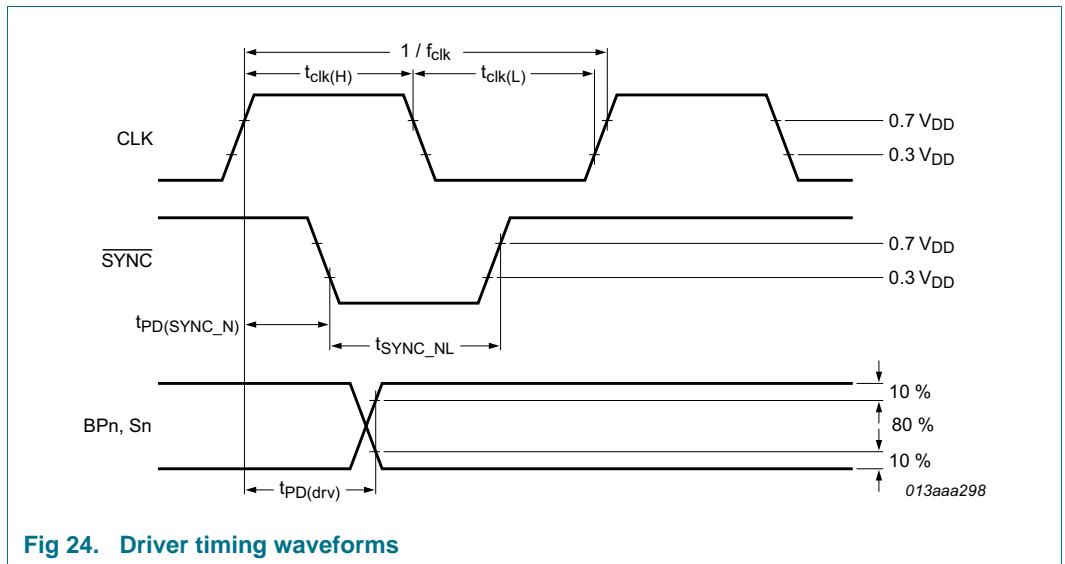 1 / fclk
tclk(H)
tclk(L)
CLK
0.7 VDD
0.3 VDD
SYNC
0.7 VDD
0.3 VDD
tPD(SYNC_N)
tSYNC_NL
BPn, Sn
10 %
80 %
10 %
tPD(drv)
013aaa298
Fig 24. Driver timing waveforms